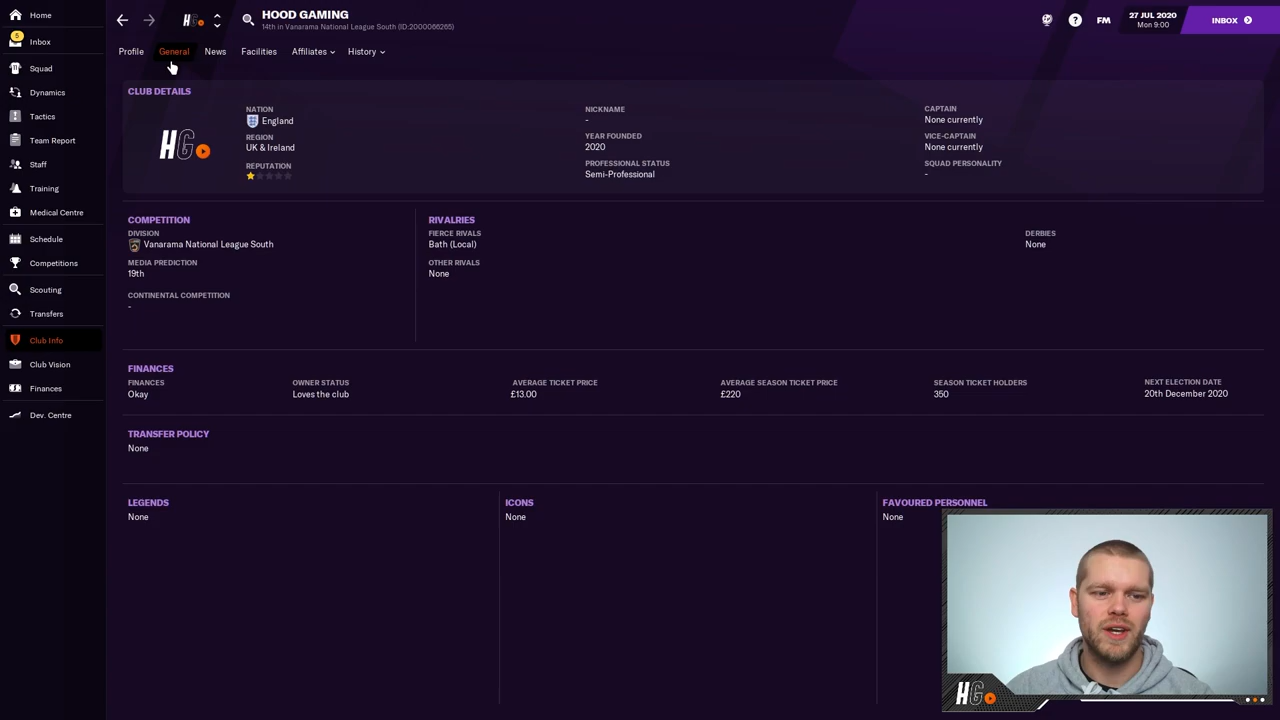 Home
Inbox
5
Squad
Dynamics
Tactics
Team Report
Staff
Training
Medical Centre
Schedule
Competitions
Scouting
Transfers
Club Info
Club Vision
Finances
Dev. Centre
HG
HOOD GAMING
14th in Vanarama National League South (ID:2000066265)
?
FM
27 JUL 2020
Mon 9:00
INBOX
Profile
General
News
Facilities
Affiliates
History
CLUB DETAILS
HG
NATION
England
REGION
UK & Ireland
REPUTATION
NICKNAME
-
YEAR FOUNDED
2020
PROFESSIONAL STATUS
Semi-Professional
CAPTAIN
None currently
VICE-CAPTAIN
None currently
SQUAD PERSONALITY
-
COMPETITION
DIVISION
Vanarama National League South
MEDIA PREDICTION
19th
CONTINENTAL COMPETITION
-
RIVALRIES
FIERCE RIVALS
Bath (Local)
OTHER RIVALS
None
DERBIES
None
FINANCES
FINANCES
Okay
OWNER STATUS
Loves the club
AVERAGE TICKET PRICE
£13.00
AVERAGE SEASON TICKET PRICE
£220
SEASON TICKET HOLDERS
350
NEXT ELECTION DATE
20th December 2020
TRANSFER POLICY
None
LEGENDS
None
ICONS
None
FAVOURED PERSONNEL
None
HG